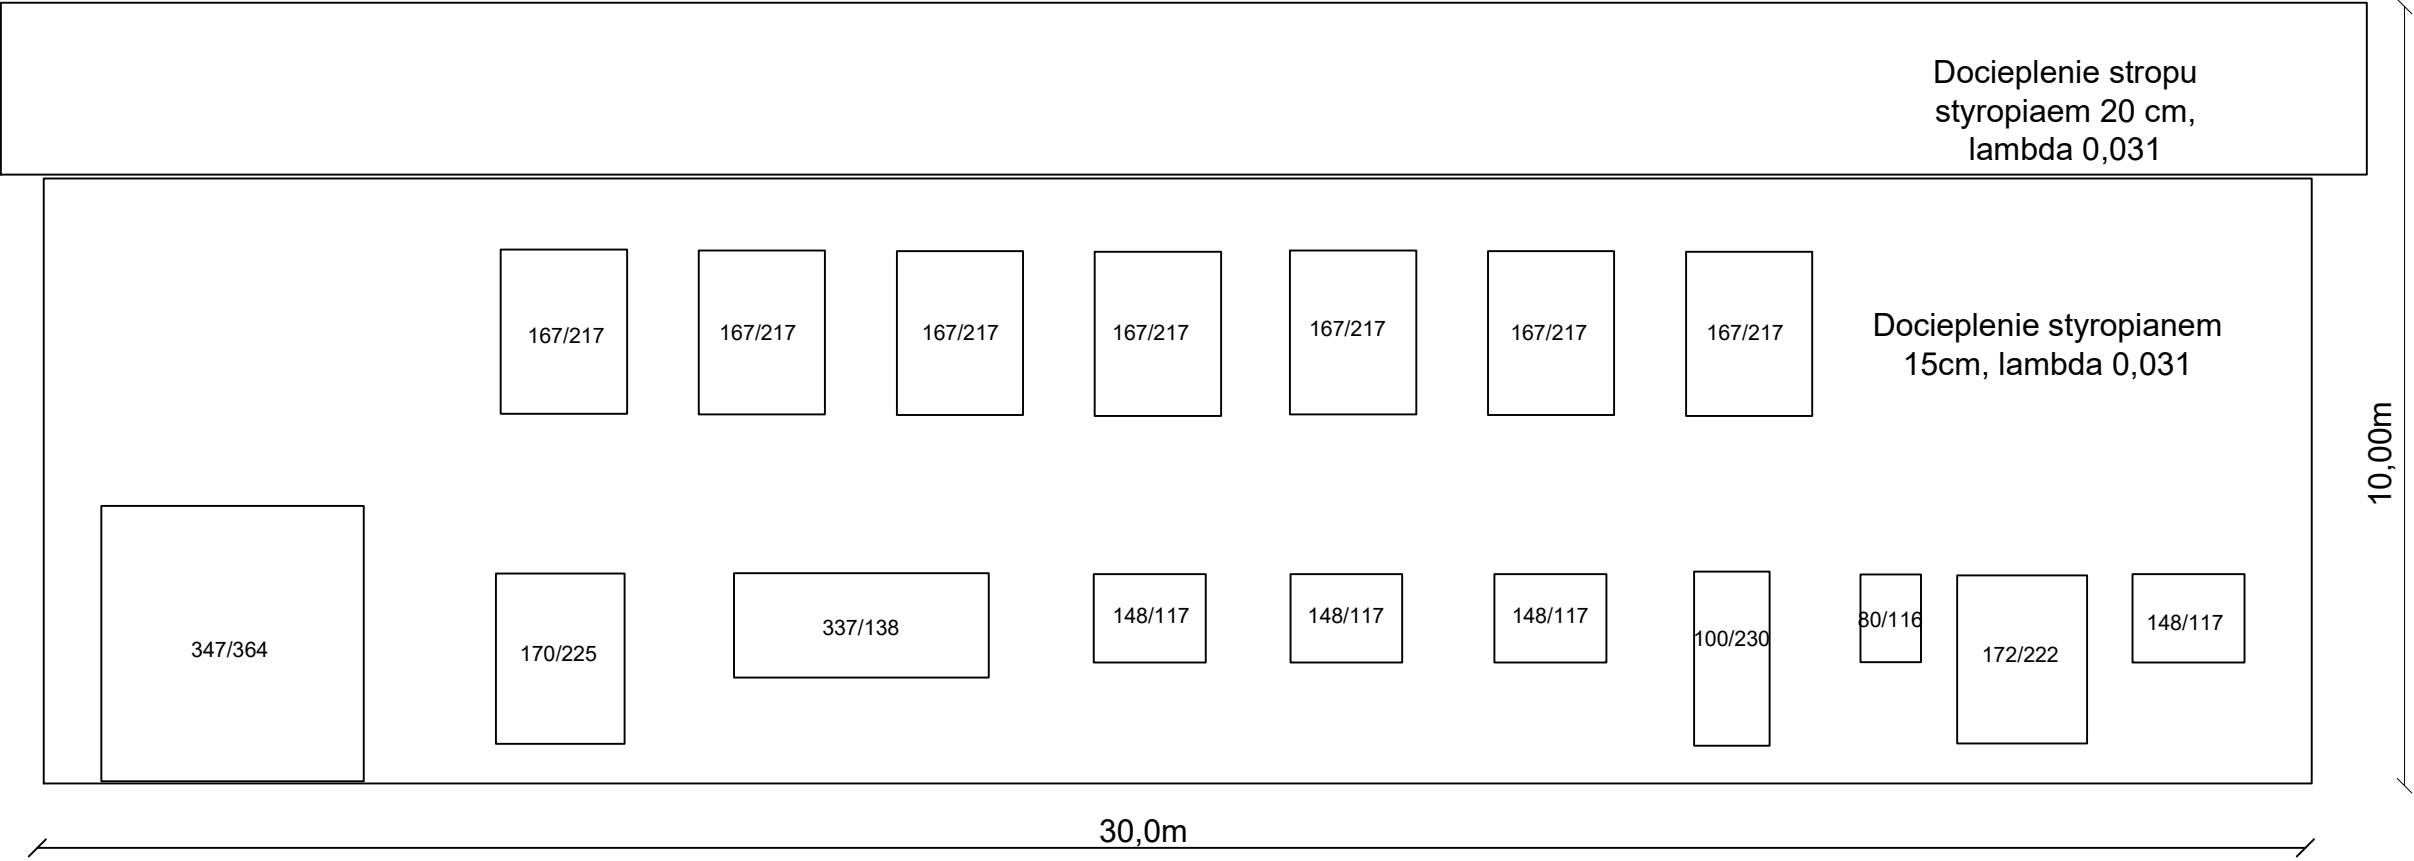 Docieplenie stropu
styropiaem 20 cm,
lambda 0,031
167/217
167/217
167/217
167/217
167/217
167/217
167/217
Docieplenie styropianem
15cm, lambda 0,031
10,00m
347/364
170/225
337/138
148/117
148/117
148/117
100/230
80/116
172/222
148/117
30,0m